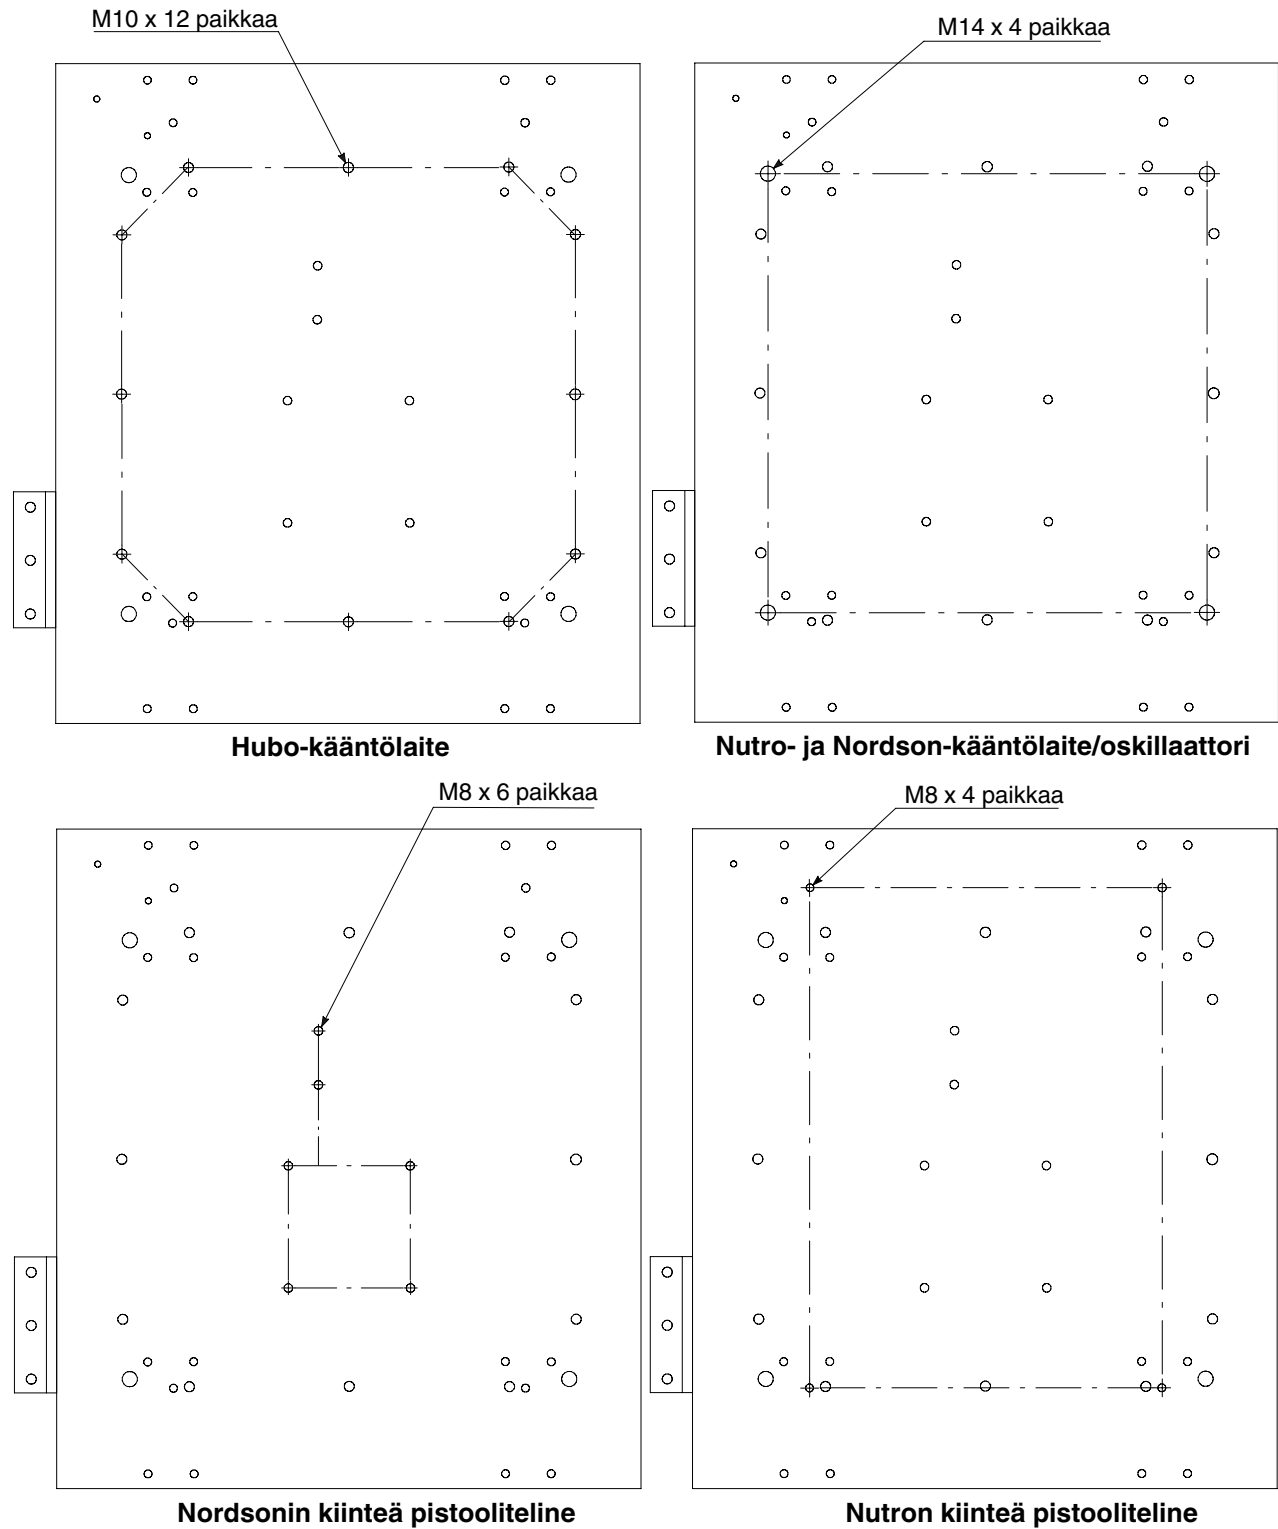 M10 x 12 paikkaa
M14 x 4 paikkaa
Hubo-kääntölaite
Nutro- ja Nordson-kääntölaite/oskillaattori
M8 x 6 paikkaa
M8 x 4 paikkaa
Nordsonin kiinteä pistooliteline
Nutron kiinteä pistooliteline